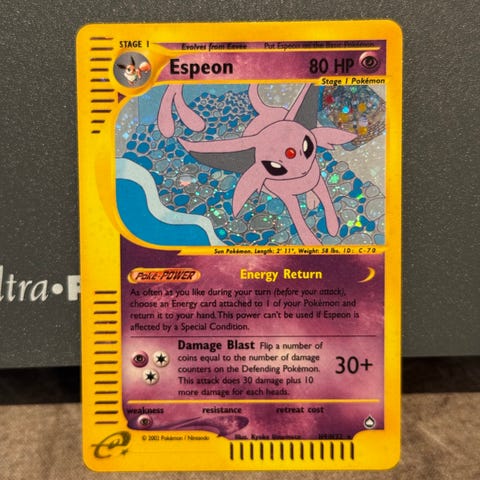 STAGE 1 Evolves from Eevee Put Espeon on the Basic Pokémon
Espeon 80 HP
Stage 1 Pokémon
Sun Pokémon. Length: 2' 11", Weight: 58 lbs. ID: C-70
Poké-POWER Energy Return
As often as you like during your turn (before your attack),
choose an Energy card attached to 1 of your Pokémon and
return it to your hand. This power can't be used if Espeon is
affected by a Special Condition.
Damage Blast Flip a number of
coins equal to the number of damage
counters on the Defending Pokémon.
This attack does 30 damage plus 10
more damage for each heads.
30+
weakness resistance retreat cost
© 2002 Pokémon / Nintendo Illus. Kyoko Umemoto
e
ltra